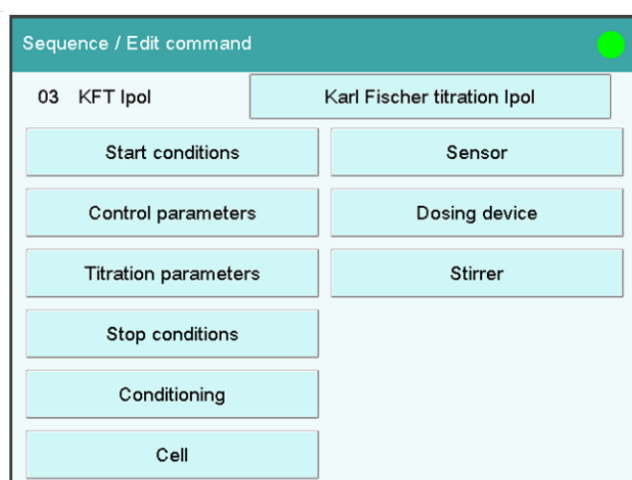 Sequence / Edit command
03 KFT Ipol Karl Fischer titration Ipol
Start conditions Sensor
Control parameters Dosing device
Titration parameters Stirrer
Stop conditions
Conditioning
Cell